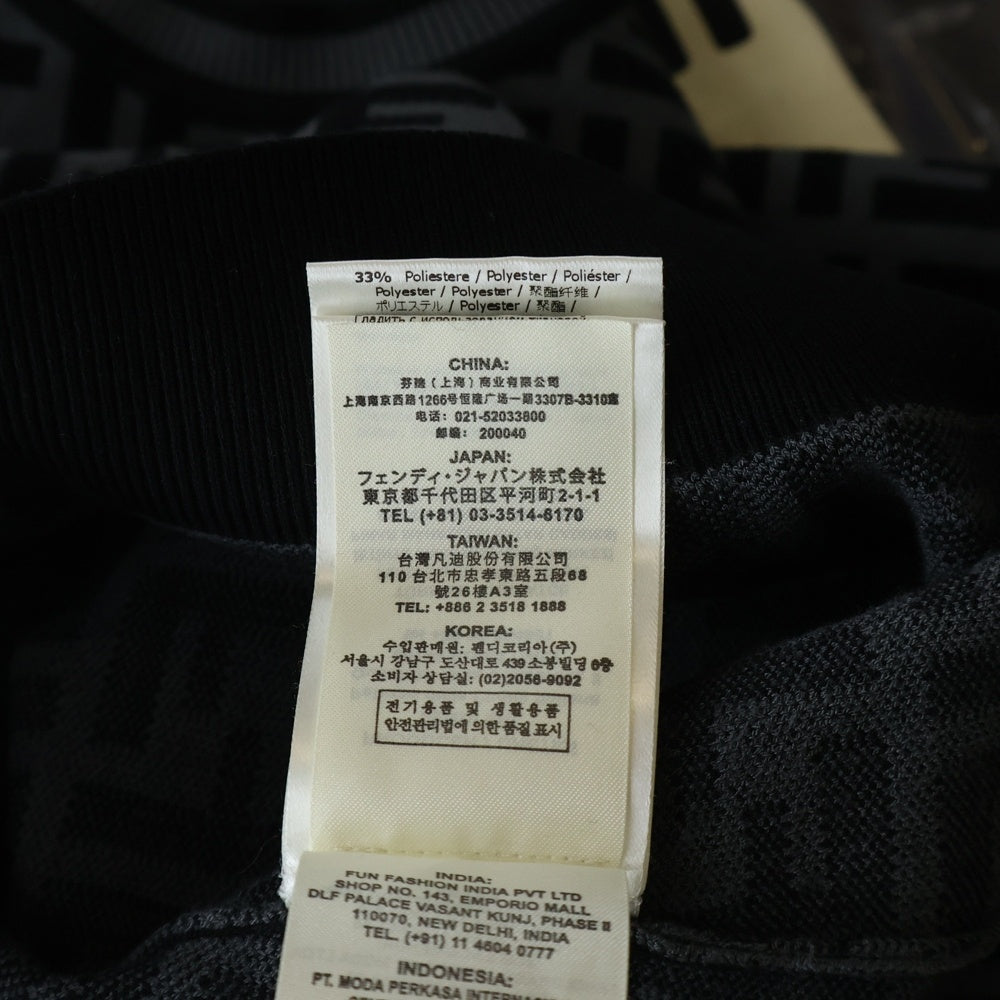 33% Poliestere / Polyester / Poliéster /
Polyester / Polyester / 聚酯纤维 /
ポリエステル / Polyester / 聚酯 /
CHINA:
芬迪（上海）商业有限公司
上海南京西路1266号恒隆广场一期3307B-3310室
电话: 021-52033800
邮编: 200040
JAPAN:
フェンディ・ジャパン株式会社
東京都千代田区平河町2-1-1
TEL (+81) 03-3514-6170
TAIWAN:
台灣凡迪股份有限公司
110 台北市忠孝東路五段68
號26樓A3室
TEL: +886 2 3518 1888
KOREA:
수입판매원: 펜디코리아(주)
서울시 강남구 도산대로 439 소봉빌딩 6층
소비자 상담실: (02)2056-9092
전기용품 및 생활용품
안전관리법에 의한 품질 표시
INDIA:
FUN FASHION INDIA PVT LTD
SHOP NO. 143, EMPORIO MALL
DLF PALACE VASANT KUNJ, PHASE II
110070, NEW DELHI, INDIA
TEL. (+91) 11 4604 0777
INDONESIA:
PT. MODA PERKASA